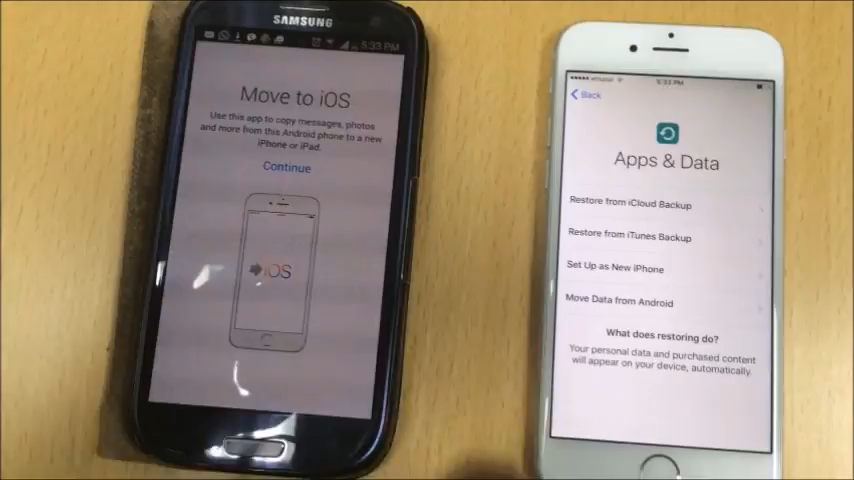 SAMSUNG
5:33 PM
Move to iOS
Use this app to copy messages, photos
and more from this Android phone to a new
iPhone or iPad.
Continue
iOS
5:33 PM
Back
Apps & Data
Restore from iCloud Backup
Restore from iTunes Backup
Set Up as New iPhone
Move Data from Android
What does restoring do?
Your personal data and purchased content
will appear on your device, automatically.